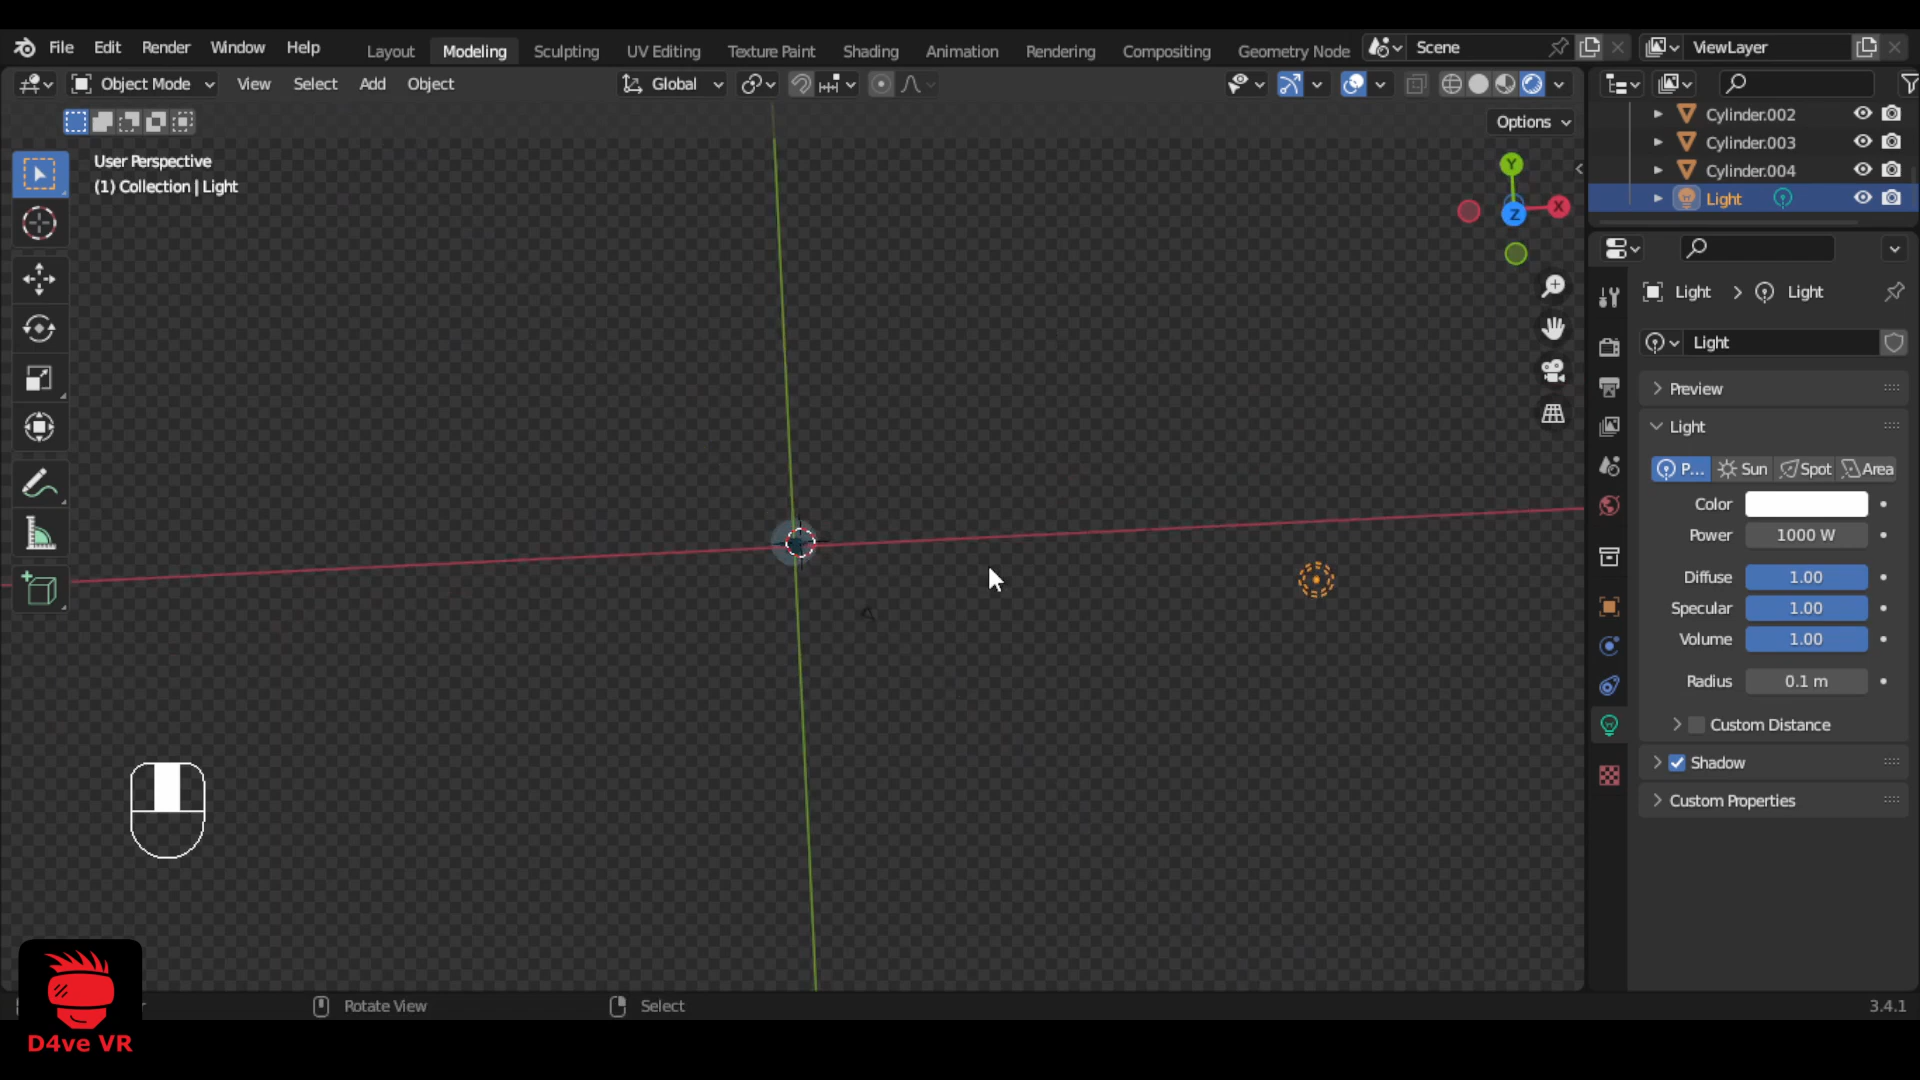 File Edit Render Window Help Layout Modeling Sculpting UV Editing Texture Paint Shading Animation Rendering Compositing Geometry Node Scene ViewLayer
Object Mode View Select Add Object Global
Options
User Perspective
(1) Collection | Light
Y
X
Z
Cylinder.002
Cylinder.003
Cylinder.004
Light
Light > Light
Light
Preview
Light
P... Sun Spot Area
Color
Power 1000 W
Diffuse 1.00
Specular 1.00
Volume 1.00
Radius 0.1 m
Custom Distance
Shadow
Custom Properties
Rotate View Select 3.4.1
D4ve VR